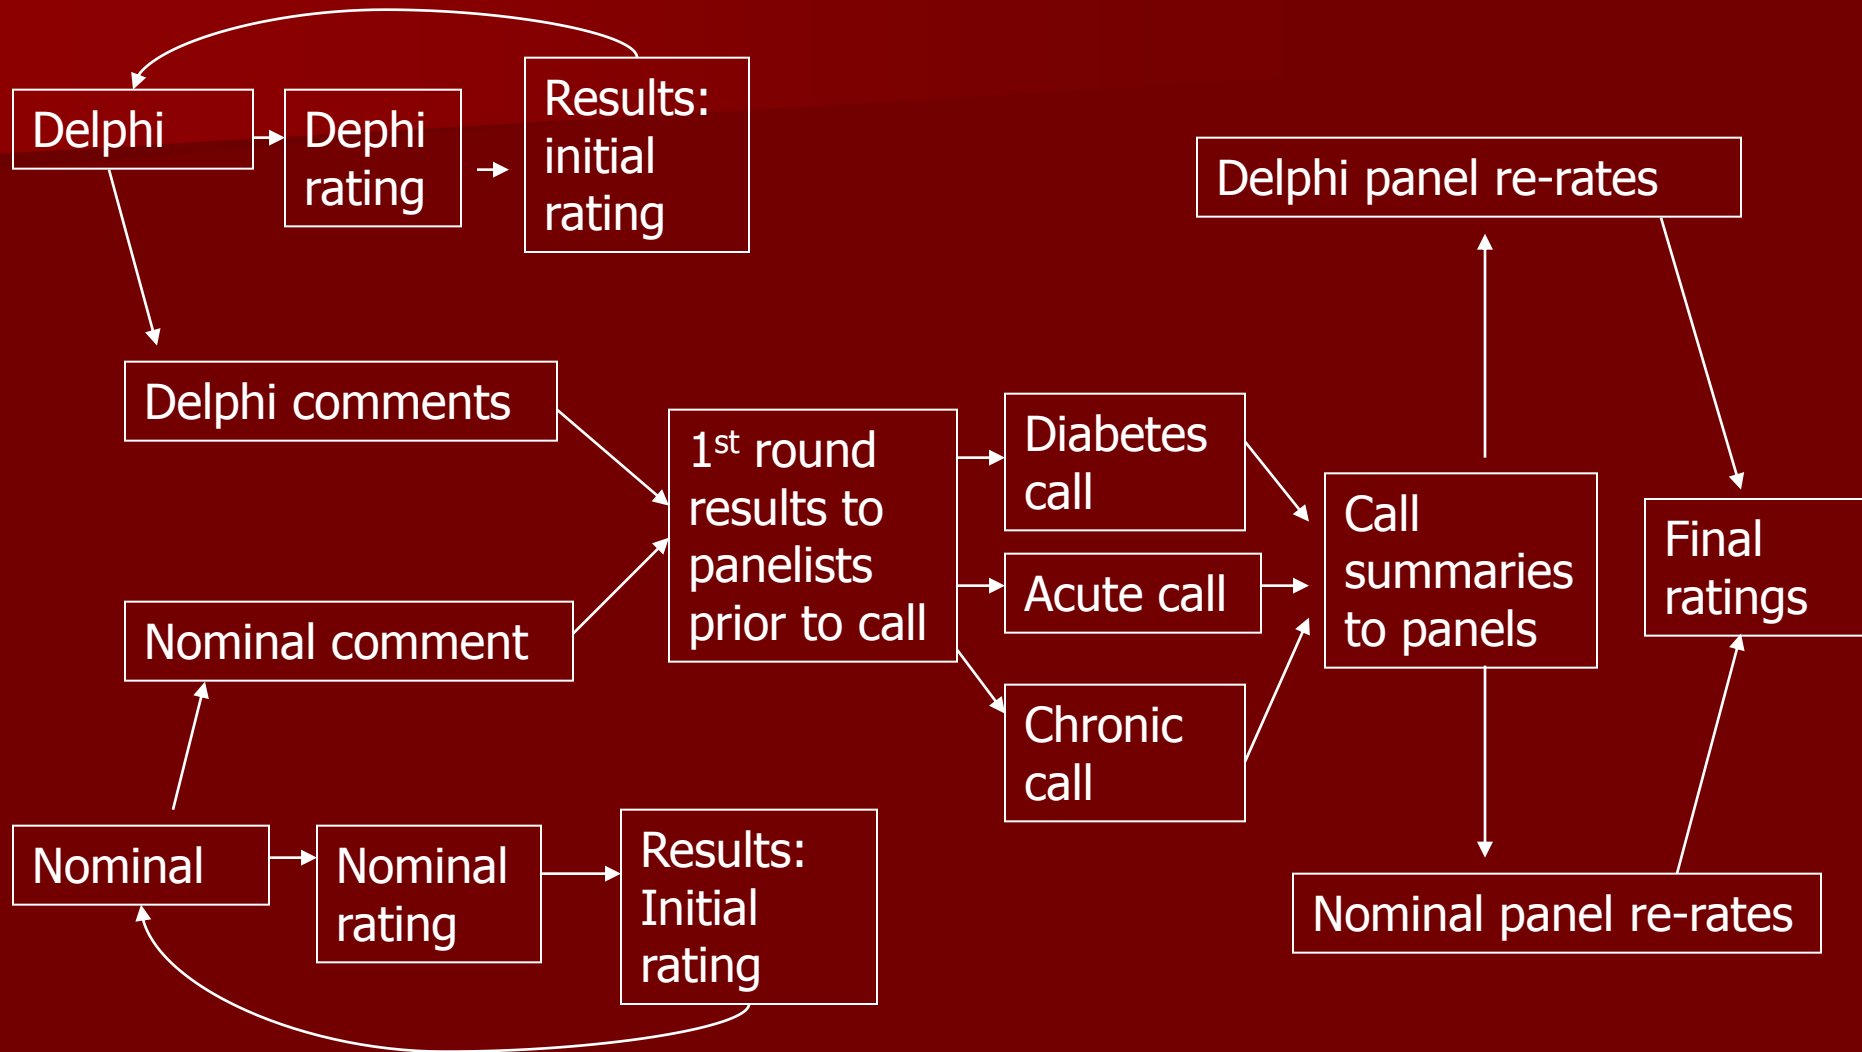 Delphi
Dephi
rating
Results:
initial
rating
Delphi panel re-rates
Delphi comments
1st round
results to
panelists
prior to call
Diabetes
call
Acute call
Chronic
call
Call
summaries
to panels
Final
ratings
Nominal comment
Nominal
Nominal
rating
Results:
Initial
rating
Nominal panel re-rates